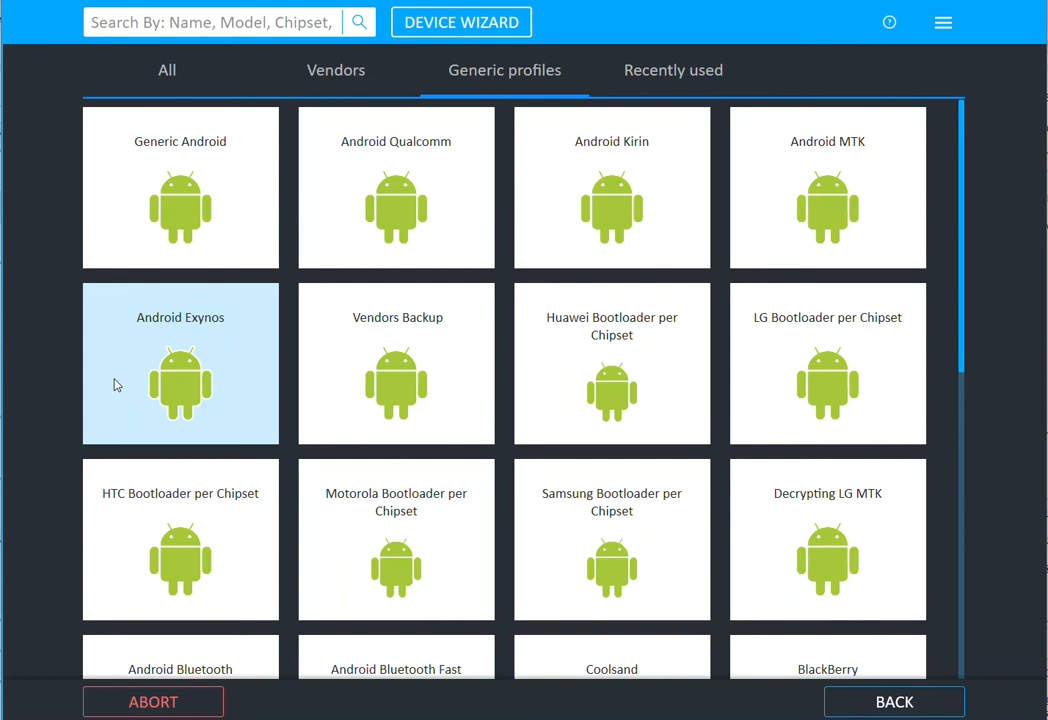 Search By: Name, Model, Chipset,
DEVICE WIZARD
?
All
Vendors
Generic profiles
Recently used
Generic Android
Android Qualcomm
Android Kirin
Android MTK
Android Exynos
Vendors Backup
Huawei Bootloader per
Chipset
LG Bootloader per Chipset
HTC Bootloader per Chipset
Motorola Bootloader per
Chipset
Samsung Bootloader per
Chipset
Decrypting LG MTK
Android Bluetooth
Android Bluetooth Fast
Coolsand
BlackBerry
ABORT
BACK